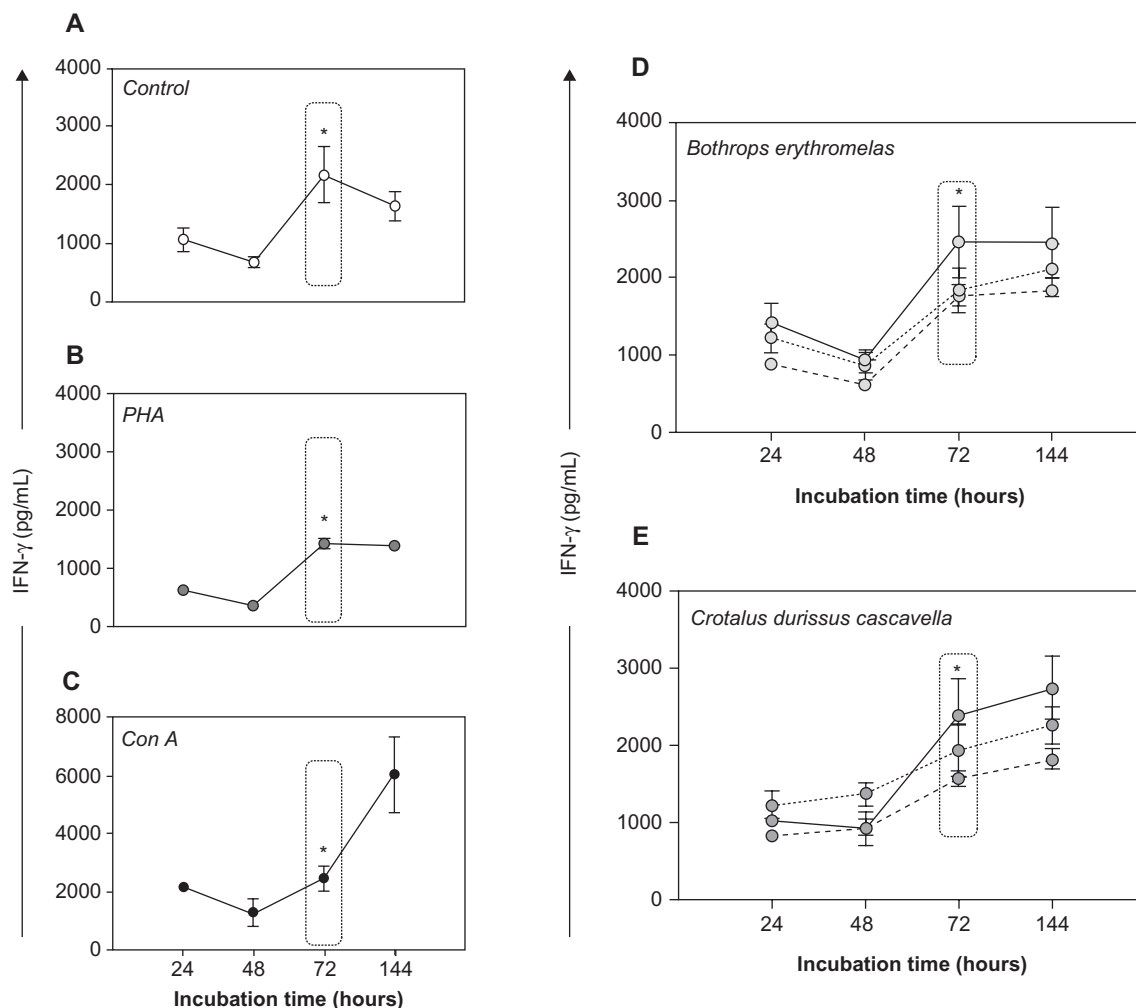 A
4000
3000
2000
1000
0
Control
*
B
4000
3000
2000
1000
0
PHA
*
IFN-γ (pg/mL)
C
8000
6000
4000
2000
0
Con A
*
24 48 72 144
Incubation time (hours)
D
4000
3000
2000
1000
0
Bothrops erythromelas
*
24 48 72 144
Incubation time (hours)
IFN-γ (pg/mL)
E
4000
3000
2000
1000
0
Crotalus durissus cascavella
*
24 48 72 144
Incubation time (hours)